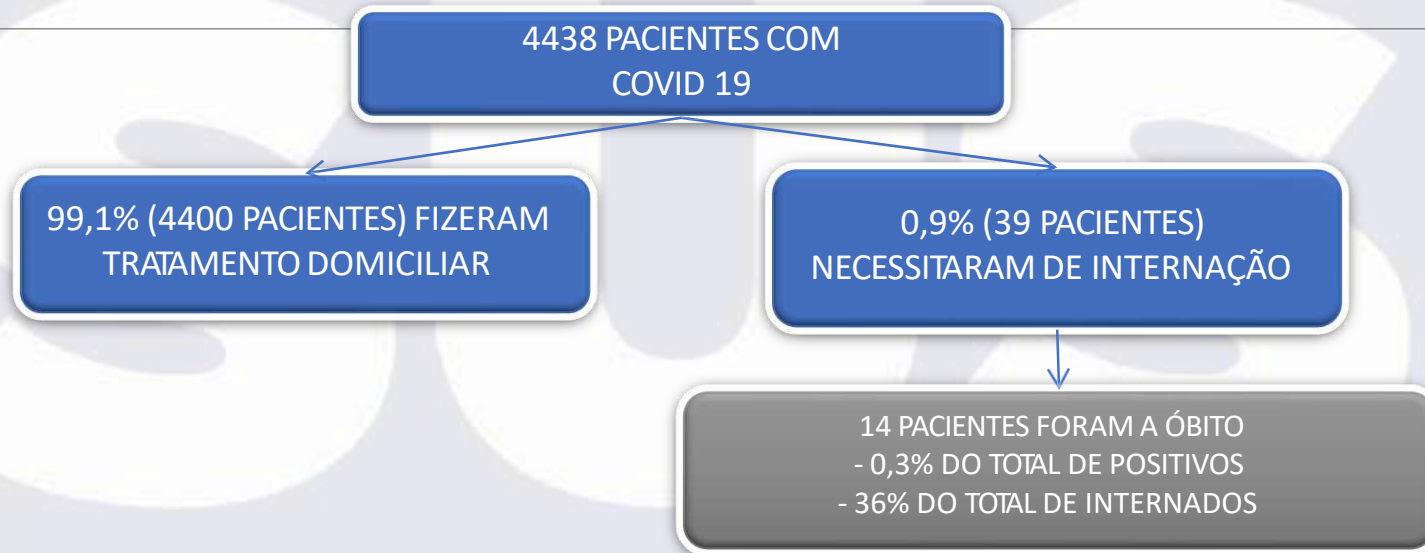 4438 PACIENTES COM
COVID 19
99,1% (4400 PACIENTES) FIZERAM
TRATAMENTO DOMICILIAR
0,9% (39 PACIENTES)
NECESSITARAM DE INTERNAÇÃO
14 PACIENTES FORAM A ÓBITO
- 0,3% DO TOTAL DE POSITIVOS
- 36% DO TOTAL DE INTERNADOS
SUS